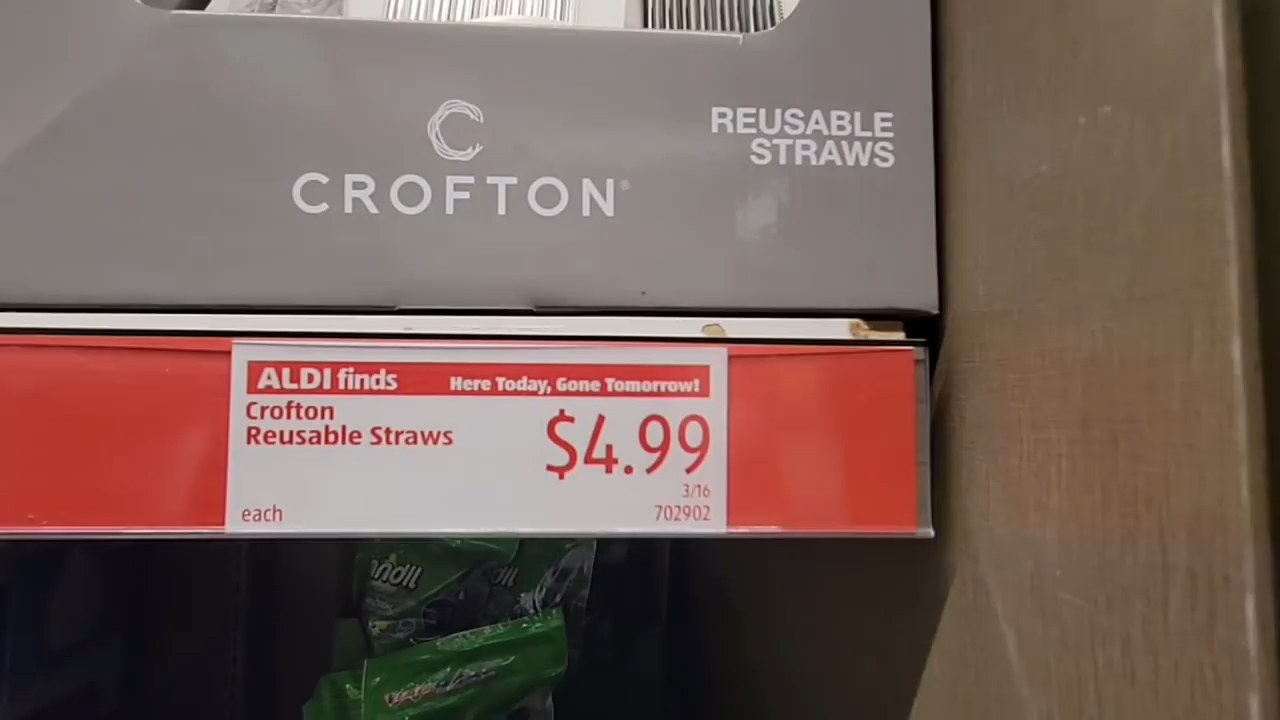 C
CROFTON®
REUSABLE
STRAWS
ALDI finds Here Today, Gone Tomorrow!
Crofton
Reusable Straws
$4.99
3/16
each 702902